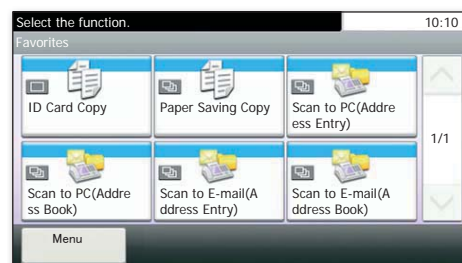 Select the function.
10:10
Favorites
ID Card Copy
Paper Saving Copy
Scan to PC(Addre
ess Entry)
1/1
Scan to PC(Addre
ss Book)
Scan to E-mail(A
ddress Entry)
Scan to E-mail(A
ddress Book)
Menu